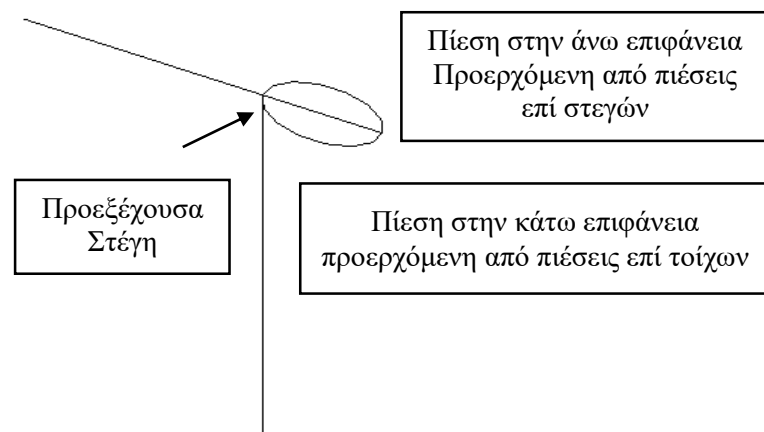 Πίεση στην άνω επιφάνεια
Προερχόμενη από πιέσεις
επί στεγών
Προεξέχουσα
Στέγη
Πίεση στην κάτω επιφάνεια
προερχόμενη από πιέσεις επί τοίχων